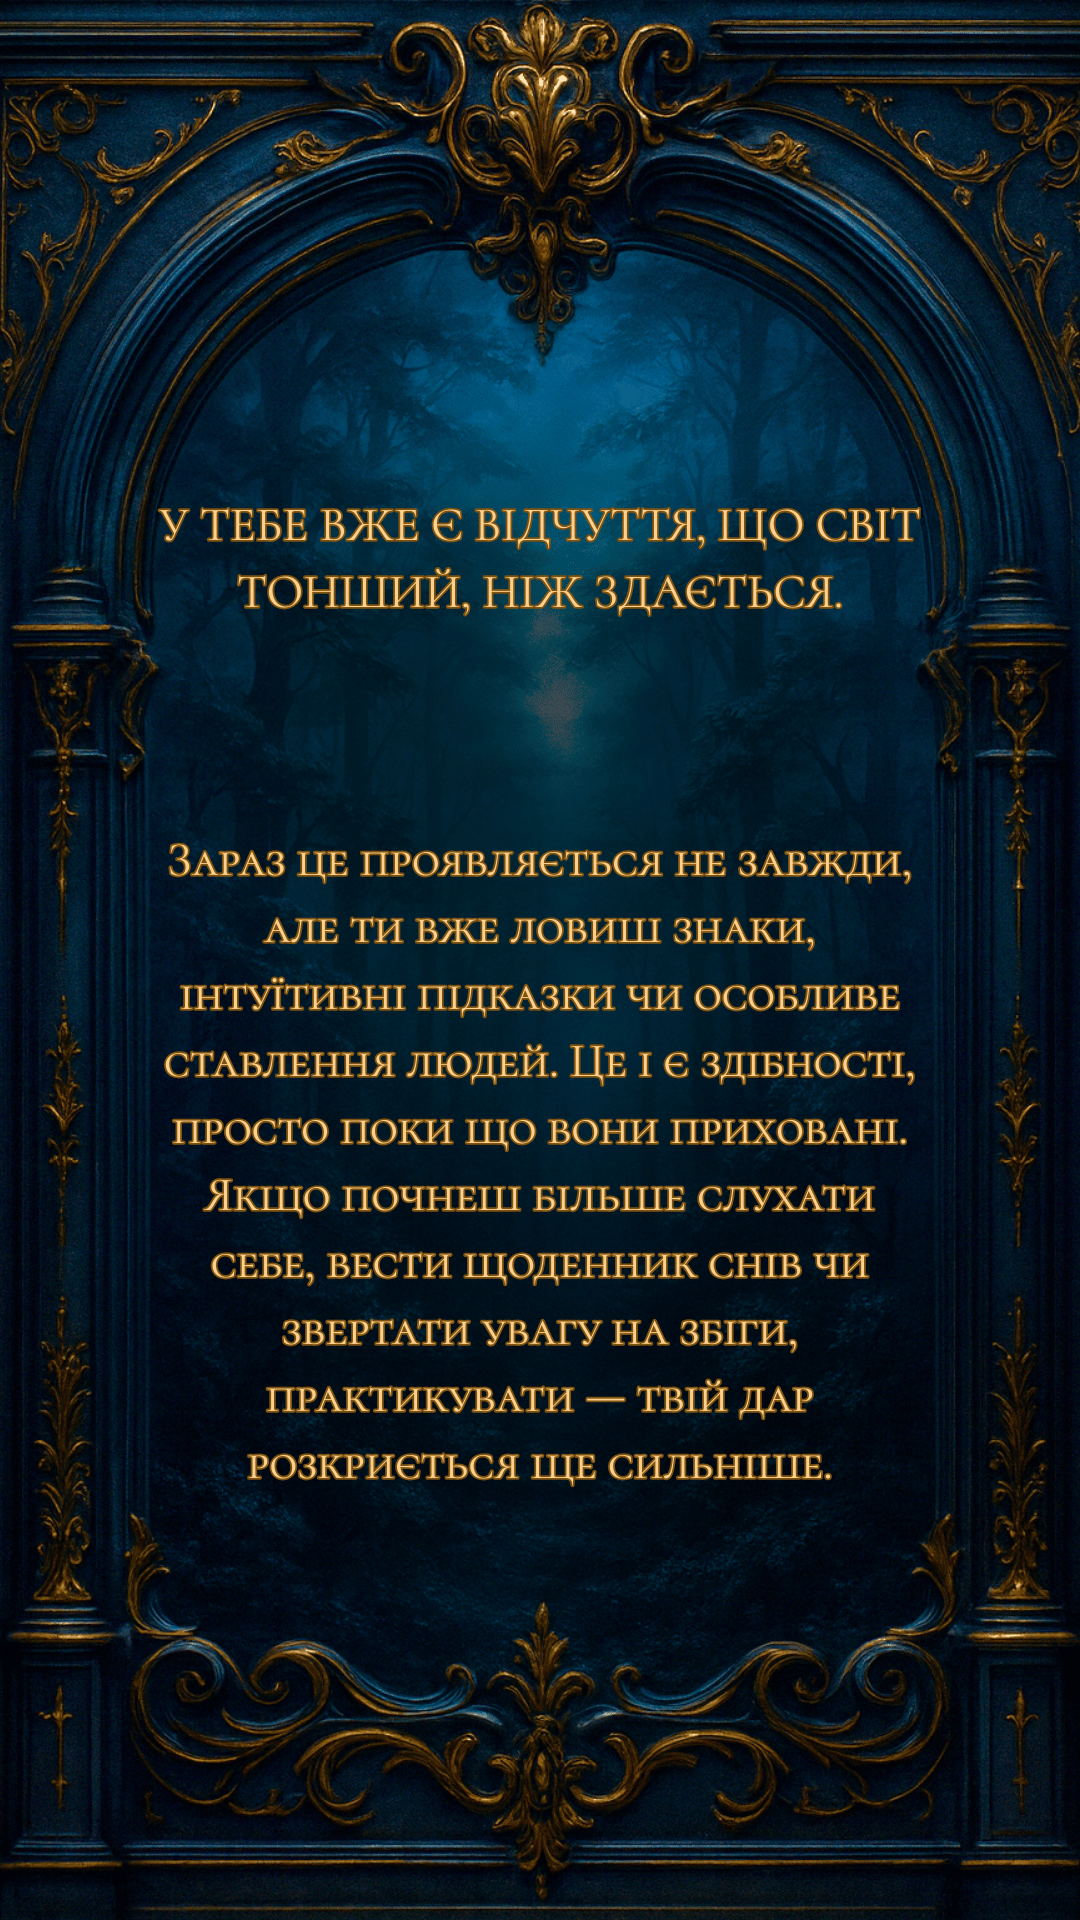 У ТЕБЕ ВЖЕ Є ВІДЧУТТЯ, ЩО СВІТ
ТОНШИЙ, НІЖ ЗДАЄТЬСЯ.
Зараз це проявляється не завжди,
але ти вже ловиш знаки,
інтуїтивні підказки чи особливе
ставлення людей. Це і є здібності,
просто поки що вони приховані.
Якщо почнеш більше слухати
себе, вести щоденник снів чи
звертати увагу на збіги,
практикувати — твій дар
розкриється ще сильніше.